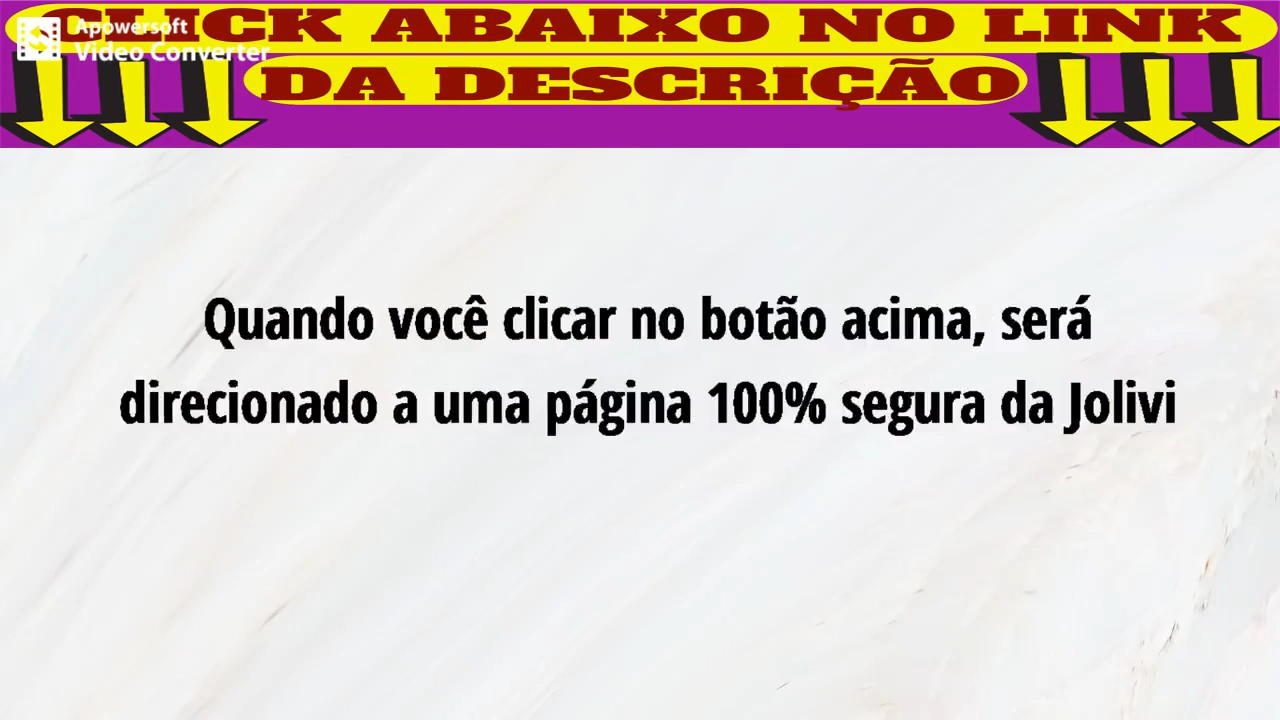 CLICK ABAIXO NO LINK
DA DESCRIÇÃO
Apowersoft
Video Converter
Quando você clicar no botão acima, será
direcionado a uma página 100% segura da Jolivi